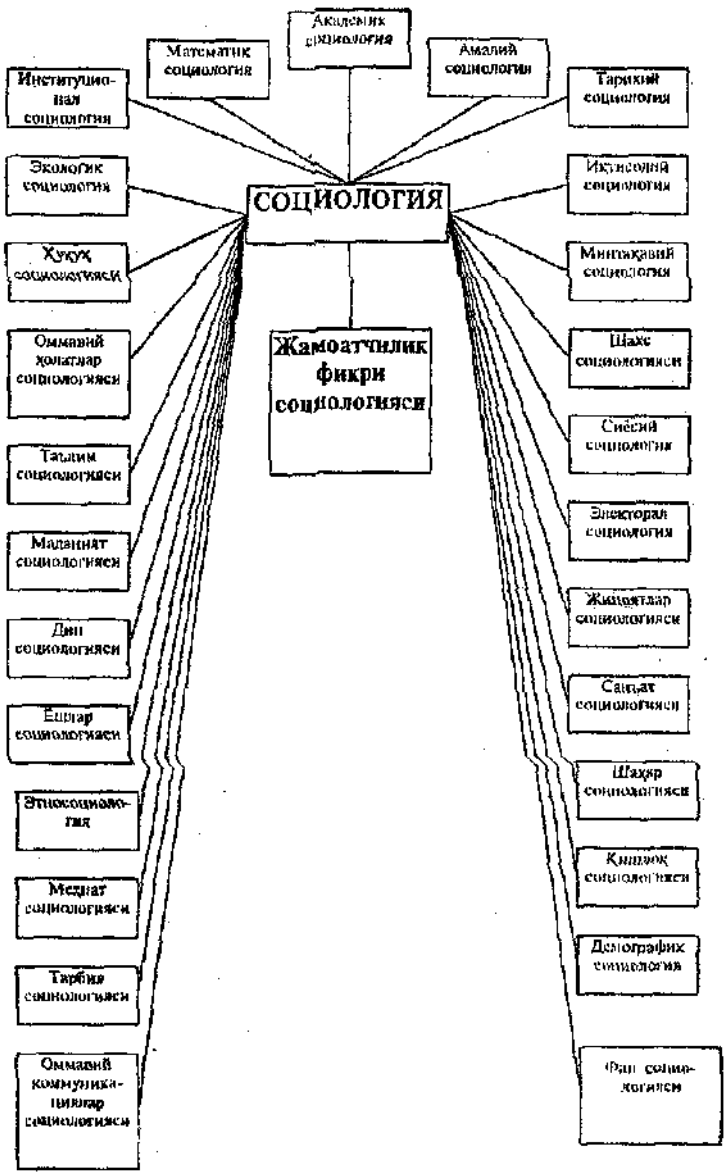 Академик
социология
Математик
социология
Амалий
социология
Институцио-
нал
социология
Тарихий
социология
Экологик
социология
Иқтисодий
социология
СОЦИОЛОГИЯ
Ҳуқуқ
социологияси
Минтақавий
социология
Оммавий
ҳолатлар
социологияси
Жамоатчилик
фикри
социологияси
Шахс
социологияси
Сиёсий
социология
Таълим
социологияси
Электорал
социология
Маданият
социологияси
Жиноятлар
социологияси
Дин
социологияси
Санъат
социологияси
Ёшлар
социологияси
Шаҳар
социологияси
Этносоциоло-
гия
Қишлоқ
социологияси
Меҳнат
социологияси
Демографик
социология
Тарбия
социологияси
Оммавий
коммуника-
циялар
социологияси
Фан социо-
логияси